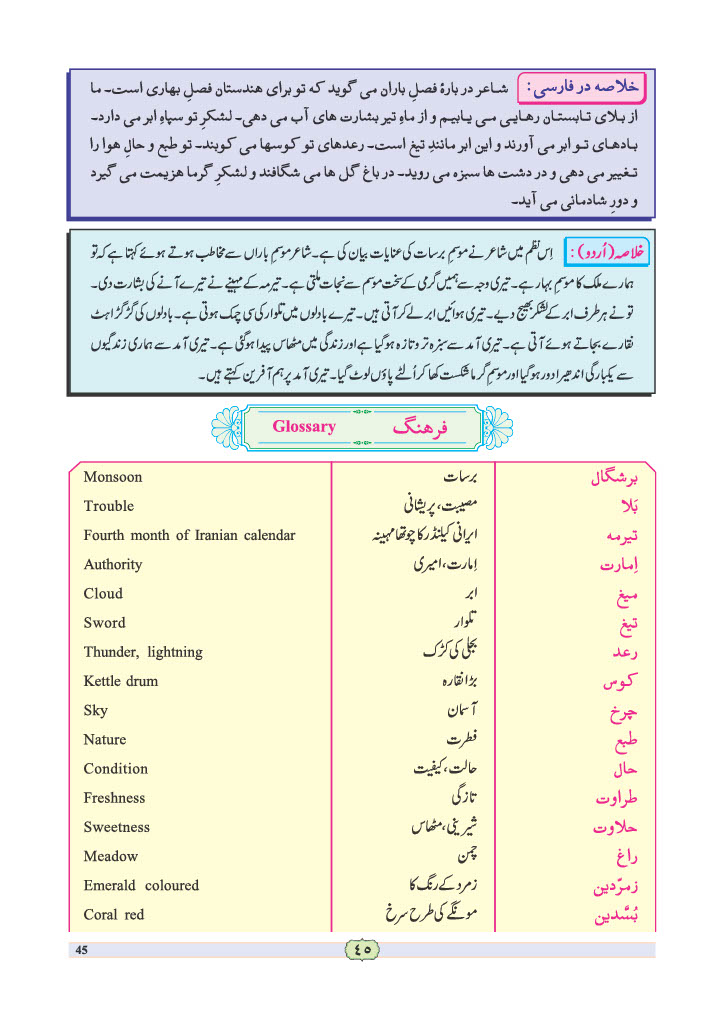 خلاصه در فارسی: شاعر در بارۂ فصلِ باران می گوید که تو برای هندستان فصلِ بهاری است۔ ما
از بلای تابستان رهایی می یابیم و از ماهِ تیر بشارت های آب می دهی۔ لشکرِ تو سپاهِ ابر می دارد۔
بادهای تو ابر می آورند و این ابر مانندِ تیغ است۔ رعدهای تو کوسها می کوبند۔ تو طبع و حالِ هوا را
تغییر می دهی و در دشت ها سبزه می روید۔ در باغ گل ها می شگافند و لشکرِ گرما هزیمت می گیرد
و دورِ شادمانی می آید۔
خلاصہ(اُردو): اِس نظم میں شاعر نے موسمِ برسات کی عنایات بیان کی ہے۔ شاعر موسمِ باراں سے مخاطب ہوتے ہوئے کہتا ہے کہ تو
ہمارے ملک کا موسمِ بہار ہے۔ تیری وجہ سے ہمیں گرمی کے سخت موسم سے نجات ملتی ہے۔ تیر مہ کے مہینے نے تیرے آنے کی بشارت دی۔
تو نے ہر طرف ابر کے لشکر بھیج دیے۔ تیری ہوائیں ابر لے کر آتی ہیں۔ تیرے بادلوں میں تلوار کی سی چمک ہوتی ہے۔ بادلوں کی گڑگڑاہٹ
نقارے بجاتے ہوئے آتی ہے۔ تیری آمد سے سبزہ تر و تازہ ہو گیا ہے اور زندگی میں مٹھاس پیدا ہو گئی ہے۔ تیری آمد سے ہماری زندگیوں
سے یکبارگی اندھیرا دور ہو گیا اور موسمِ گرما شکست کھا کر اُلٹے پاؤں لوٹ گیا۔ تیری آمد پر ہم آفرین کہتے ہیں۔
Glossary فرهنگ
برشگال برسات Monsoon
بَلا مصیبت، پریشانی Trouble
تیرمه ایرانی کیلنڈر کا چوتھا مہینہ Fourth month of Iranian calendar
اِمارت اِمارت، امیری Authority
میغ ابر Cloud
تیغ تلوار Sword
رعد بجلی کی کڑک Thunder, lightning
کوس بڑا نقارہ Kettle drum
چرخ آسمان Sky
طبع فطرت Nature
حال حالت، کیفیت Condition
طراوت تازگی Freshness
حلاوت شیرینی، مٹھاس Sweetness
راغ چمن Meadow
زمرّدین زمرد کے رنگ کا Emerald coloured
بُسَّدین مونگے کی طرح سرخ Coral red
45 ٤٥